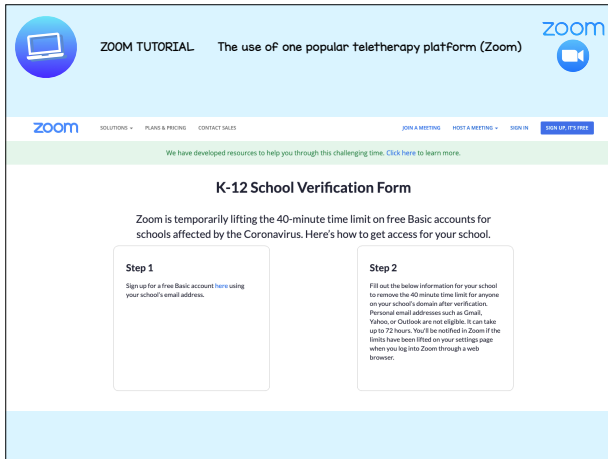 ZOOM TUTORIAL The use of one popular teletherapy platform (Zoom)
zoom
zoom
SOLUTIONS PLANS & PRICING CONTACT SALES JOIN A MEETING HOST A MEETING SIGN IN SIGN UP, IT'S FREE
We have developed resources to help you through this challenging time. Click here to learn more.
K-12 School Verification Form
Zoom is temporarily lifting the 40-minute time limit on free Basic accounts for
schools affected by the Coronavirus. Here's how to get access for your school.
Step 1
Sign up for a free Basic account here using
your school's email address.
Step 2
Fill out the below information for your school
to remove the 40 minute time limit for anyone
on your school's domain after verification.
Personal email addresses such as Gmail,
Yahoo, or Outlook are not eligible. It can take
up to 72 hours. You'll be notified in Zoom if the
limits have been lifted on your settings page
when you log into Zoom through a web
browser.